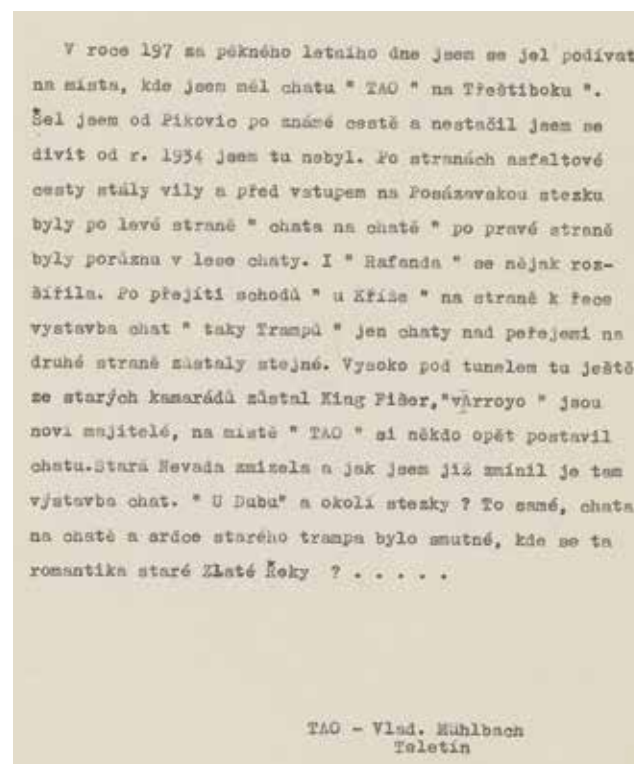 V roce 197 za pěkného letního dne jsem se jel podívat
na místa, kde jsem měl chatu " TAO " na Třeštiboku ".
Šel jsem od Pikovic po známé cestě a nestačil jsem se
divit od r. 1934 jsem tu nebyl. Po stranách asfaltové
cesty stály vily a před vstupem na Posázavskou stezku
byly po levé straně " chata na chatě " po pravé straně
byly porůznu v lese chaty. I " Rafanda " se nějak roz-
šířila. Po přejití schodů " u Kříže " na straně k řece
vystavba chat " taky Trampů " jen chaty nad peřejemi na
druhé straně zůstaly stejné. Vysoko pod tunelem tu ještě
ze starých kamarádů zůstal King Fišer,"vArroyo " jsou
noví majitelé, na místě " TAO " si někdo opět postavil
chatu.Stará Nevada zmizela a jak jsem již zmínil je tam
výstavba chat. " U Dubu" a okolí stezky ? To samé, chata
na chatě a srdce starého trampa bylo smutné, kde se ta
romantika staré Zlaté Řeky ? . . . . .
TAO - Vlad. Mühlbach
Teletín